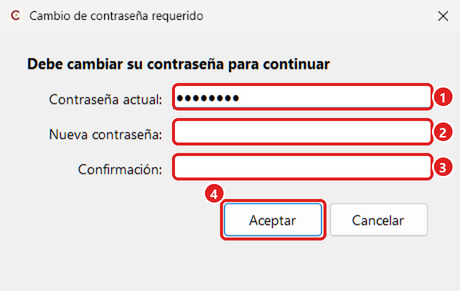 Cambio de contraseña requerido
Debe cambiar su contraseña para continuar
Contraseña actual: ●●●●●●●● 1
Nueva contraseña: 2
Confirmación: 3
4
Aceptar Cancelar